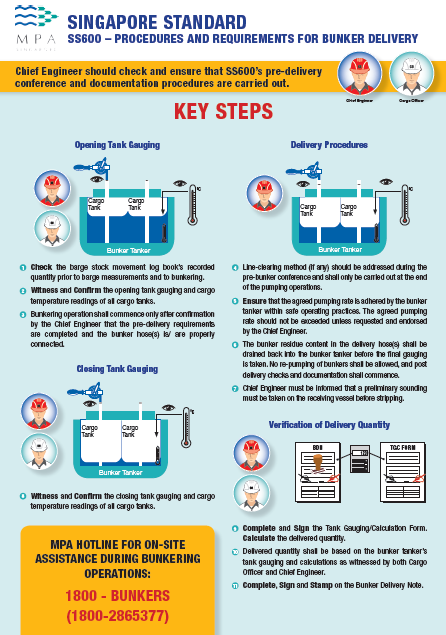 MPA
SINGAPORE
SINGAPORE STANDARD
SS600 – PROCEDURES AND REQUIREMENTS FOR BUNKER DELIVERY
Chief Engineer should check and ensure that SS600's pre-delivery
conference and documentation procedures are carried out.
Chief Engineer
Cargo Officer
KEY STEPS
Opening Tank Gauging
°C
Cargo
Tank
Cargo
Tank
Bunker Tanker
1 Check the barge stock movement log book's recorded
quantity prior to barge measurements and to bunkering.
2 Witness and Confirm the opening tank gauging and cargo
temperature readings of all cargo tanks.
3 Bunkering operation shall commence only after confirmation
by the Chief Engineer that the pre-delivery requirements
are completed and the bunker hose(s) is/ are properly
connected.
Delivery Procedures
°C
Cargo
Tank
Cargo
Tank
Bunker Tanker
4 Line-clearing method (if any) should be addressed during the
pre-bunker conference and shall only be carried out at the end
of the pumping operations.
5 Ensure that the agreed pumping rate is adhered by the bunker
tanker within safe operating practices. The agreed pumping
rate should not be exceeded unless requested and endorsed
by the Chief Engineer.
6 The bunker residue content in the delivery hose(s) shall be
drained back into the bunker tanker before the final gauging
is taken. No re-pumping of bunkers shall be allowed, and post
delivery checks and documentation shall commence.
7 Chief Engineer must be informed that a preliminary sounding
must be taken on the receiving vessel before stripping.
Closing Tank Gauging
°C
Cargo
Tank
Cargo
Tank
Bunker Tanker
8 Witness and Confirm the closing tank gauging and cargo
temperature readings of all cargo tanks.
Verification of Delivery Quantity
BDN
TGC FORM
9 Complete and Sign the Tank Gauging/Calculation Form.
Calculate the delivered quantity.
10 Delivered quantity shall be based on the bunker tanker's
tank gauging and calculations as witnessed by both Cargo
Officer and Chief Engineer.
11 Complete, Sign and Stamp on the Bunker Delivery Note.
MPA HOTLINE FOR ON-SITE
ASSISTANCE DURING BUNKERING
OPERATIONS:
1800 - BUNKERS
(1800-2865377)